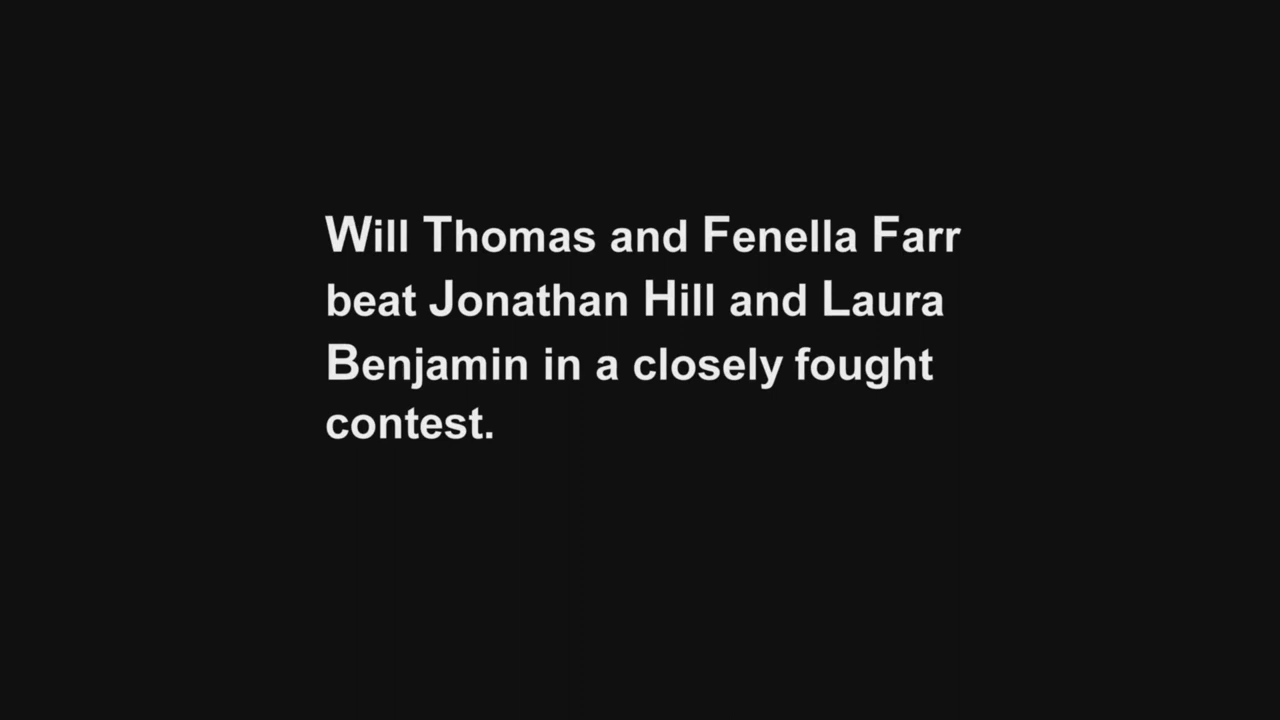 Will Thomas and Fenella Farr
beat Jonathan Hill and Laura
Benjamin in a closely fought
contest.